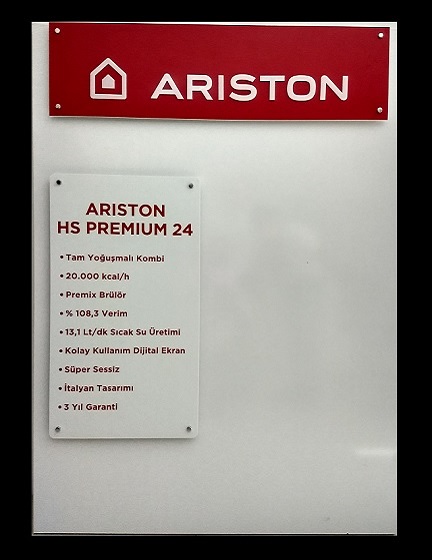 ARISTON
ARISTON
HS PREMIUM 24
• Tam Yoğuşmalı Kombi
• 20.000 kcal/h
• Premix Brülör
• % 108,3 Verim
• 13,1 Lt/dk Sıcak Su Üretimi
• Kolay Kullanım Dijital Ekran
• Süper Sessiz
• İtalyan Tasarımı
• 3 Yıl Garanti